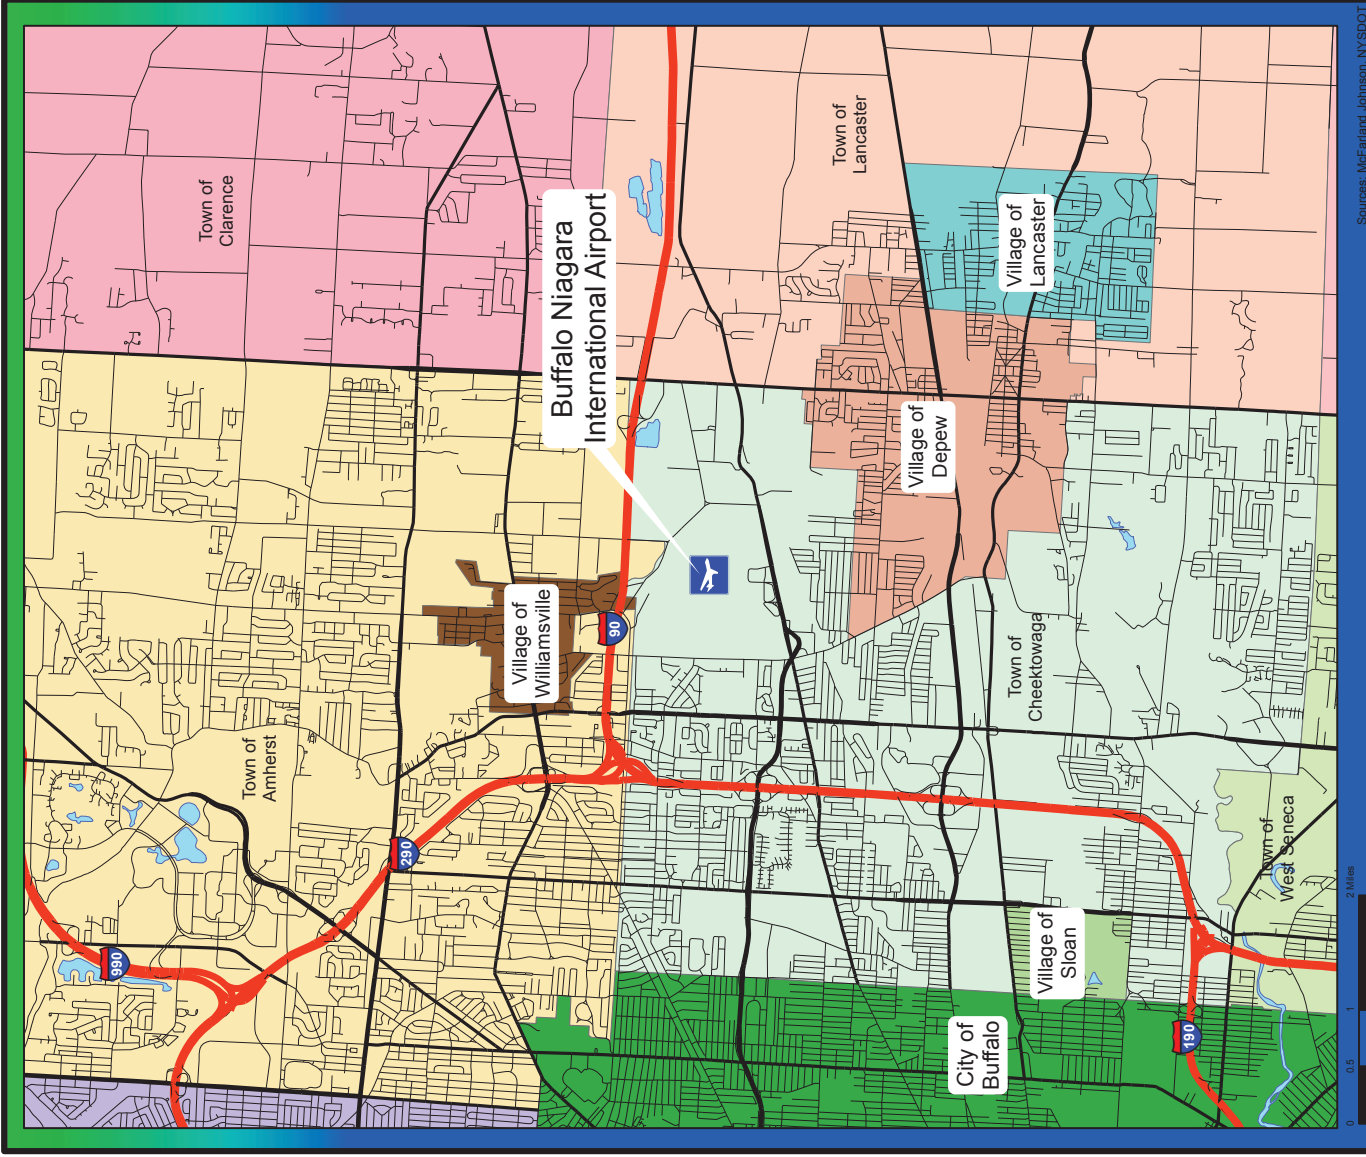 Town of
Clarence
Town of
Lancaster
Village of
Lancaster
Buffalo Niagara
International Airport
Village of
Depew
Village of
Williamsville
90
Town of
Cheektowaga
Town of
Amherst
290
990
Town of
West Seneca
Village of
Sloan
City of
Buffalo
190
0
0.5
1
2 Miles
Sources: McFarland Johnson, NYSDOT